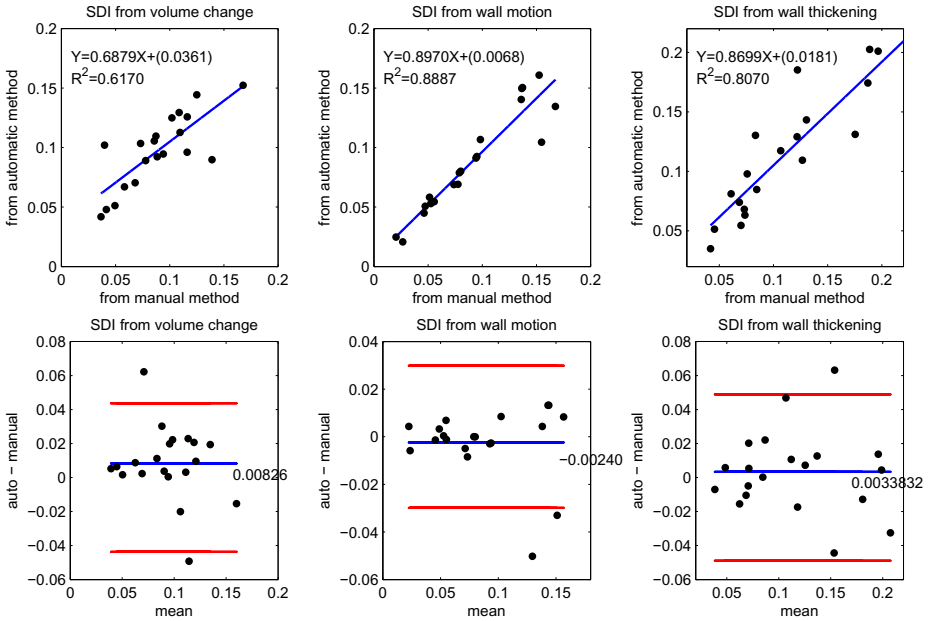 SDI from volume change
0.2
0.15
0.1
0.05
0
Y=0.6879X+(0.0361)
R²=0.6170
from automatic method
0 0.05 0.1 0.15 0.2
from manual method
SDI from wall motion
0.2
0.15
0.1
0.05
0
Y=0.8970X+(0.0068)
R²=0.8887
from automatic method
0 0.05 0.1 0.15 0.2
from manual method
SDI from wall thickening
0.2
0.15
0.1
0.05
Y=0.8699X+(0.0181)
R²=0.8070
from automatic method
0.05 0.1 0.15 0.2
from manual method
SDI from volume change
0.08
0.06
0.04
0.02
0
−0.02
−0.04
−0.06
0.00826
auto − manual
0 0.05 0.1 0.15 0.2
mean
SDI from wall motion
0.04
0.02
0
−0.02
−0.04
−0.06
−0.00240
auto − manual
0 0.05 0.1 0.15
mean
SDI from wall thickening
0.08
0.06
0.04
0.02
0
−0.02
−0.04
−0.06
0.0033832
auto − manual
0.05 0.1 0.15 0.2
mean